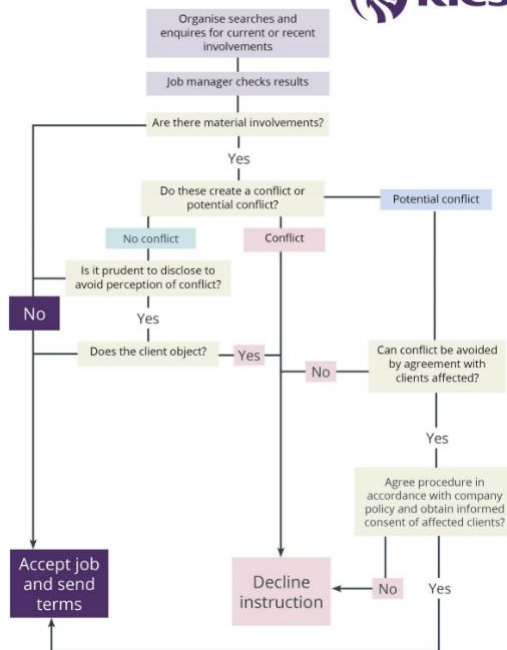 RICS
Organise searches and
enquires for current or recent
involvements
Job manager checks results
Are there material involvements?
Yes
Do these create a conflict or
potential conflict?
Potential conflict
No conflict
Conflict
Is it prudent to disclose to
avoid perception of conflict?
No
Yes
Does the client object?
Yes
No
Can conflict be avoided
by agreement with
clients affected?
Yes
Agree procedure in
accordance with company
policy and obtain informed
consent of affected clients?
Accept job
and send
terms
Decline
instruction
No
Yes